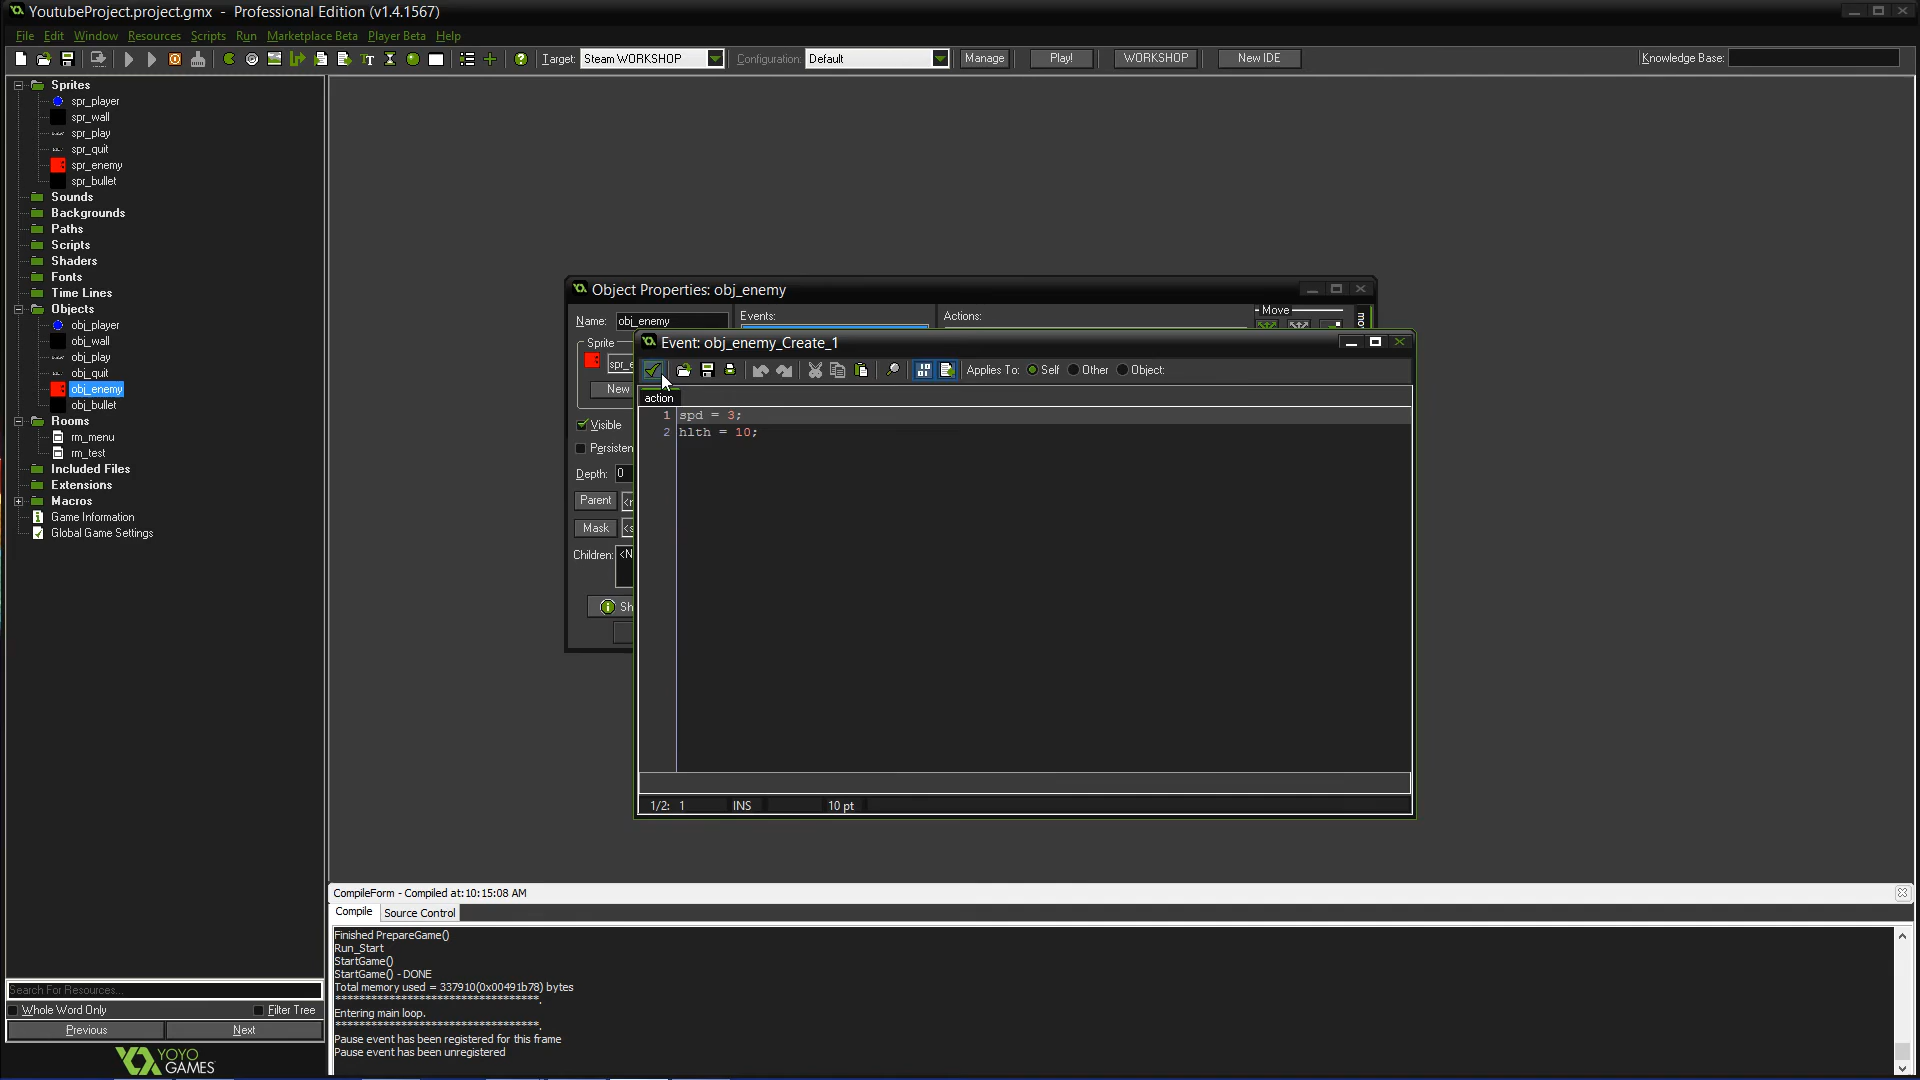 YoutubeProject.project.gmx - Professional Edition (v1.4.1567)
File Edit Window Resources Scripts Run Marketplace Beta Player Beta Help
Target: Steam WORKSHOP Configuration: Default Manage Play! WORKSHOP New IDE Knowledge Base:
Sprites
spr_player
spr_wall
spr_play
spr_quit
spr_enemy
spr_bullet
Sounds
Backgrounds
Paths
Scripts
Shaders
Fonts
Time Lines
Objects
obj_player
obj_wall
obj_play
obj_quit
obj_enemy
obj_bullet
Rooms
rm_menu
rm_test
Included Files
Extensions
Macros
Game Information
Global Game Settings
Search For Resources...
Whole Word Only Filter Tree
Previous Next
YOYO
GAMES
Object Properties: obj_enemy
Name: obj_enemy Events: Actions: Move
Sprite
spr_e
New
Visible
Persisten
Depth: 0
Parent
Mask
Children: <N
Sh
Event: obj_enemy_Create_1
Applies To: Self Other Object:
action
1 spd = 3;
2 hlth = 10;
1/2: 1 INS 10 pt
CompileForm - Compiled at:10:15:08 AM
Compile Source Control
Finished PrepareGame()
Run_Start
StartGame()
StartGame() - DONE
Total memory used = 337910(0x00491b78) bytes
**********************************.
Entering main loop.
**********************************.
Pause event has been registered for this frame
Pause event has been unregistered